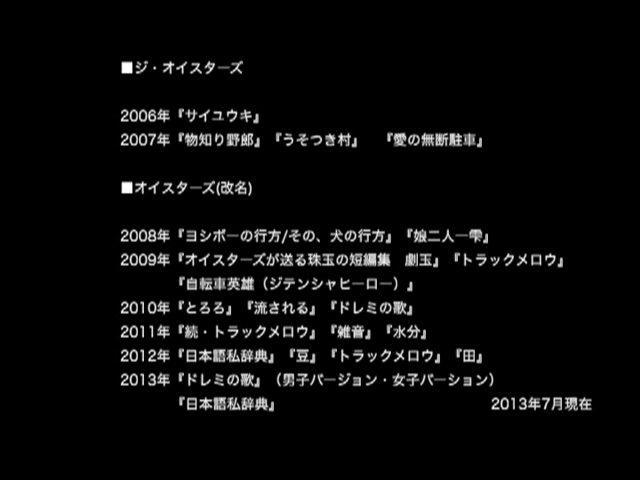 ■ジ・オイスターズ
2006年『サイユウキ』
2007年『物知り野郎』『うそつき村』　『愛の無断駐車』
■オイスターズ(改名)
2008年『ヨシボーの行方/その、犬の行方』『娘二人一雫』
2009年『オイスターズが送る珠玉の短編集　劇玉』『トラックメロウ』
『自転車英雄（ジテンシャヒーロー）』
2010年『とろろ』『流される』『ドレミの歌』
2011年『続・トラックメロウ』『雑音』『水分』
2012年『日本語私辞典』『豆』『トラックメロウ』『田』
2013年『ドレミの歌』（男子バージョン・女子バーション）
『日本語私辞典』　2013年7月現在